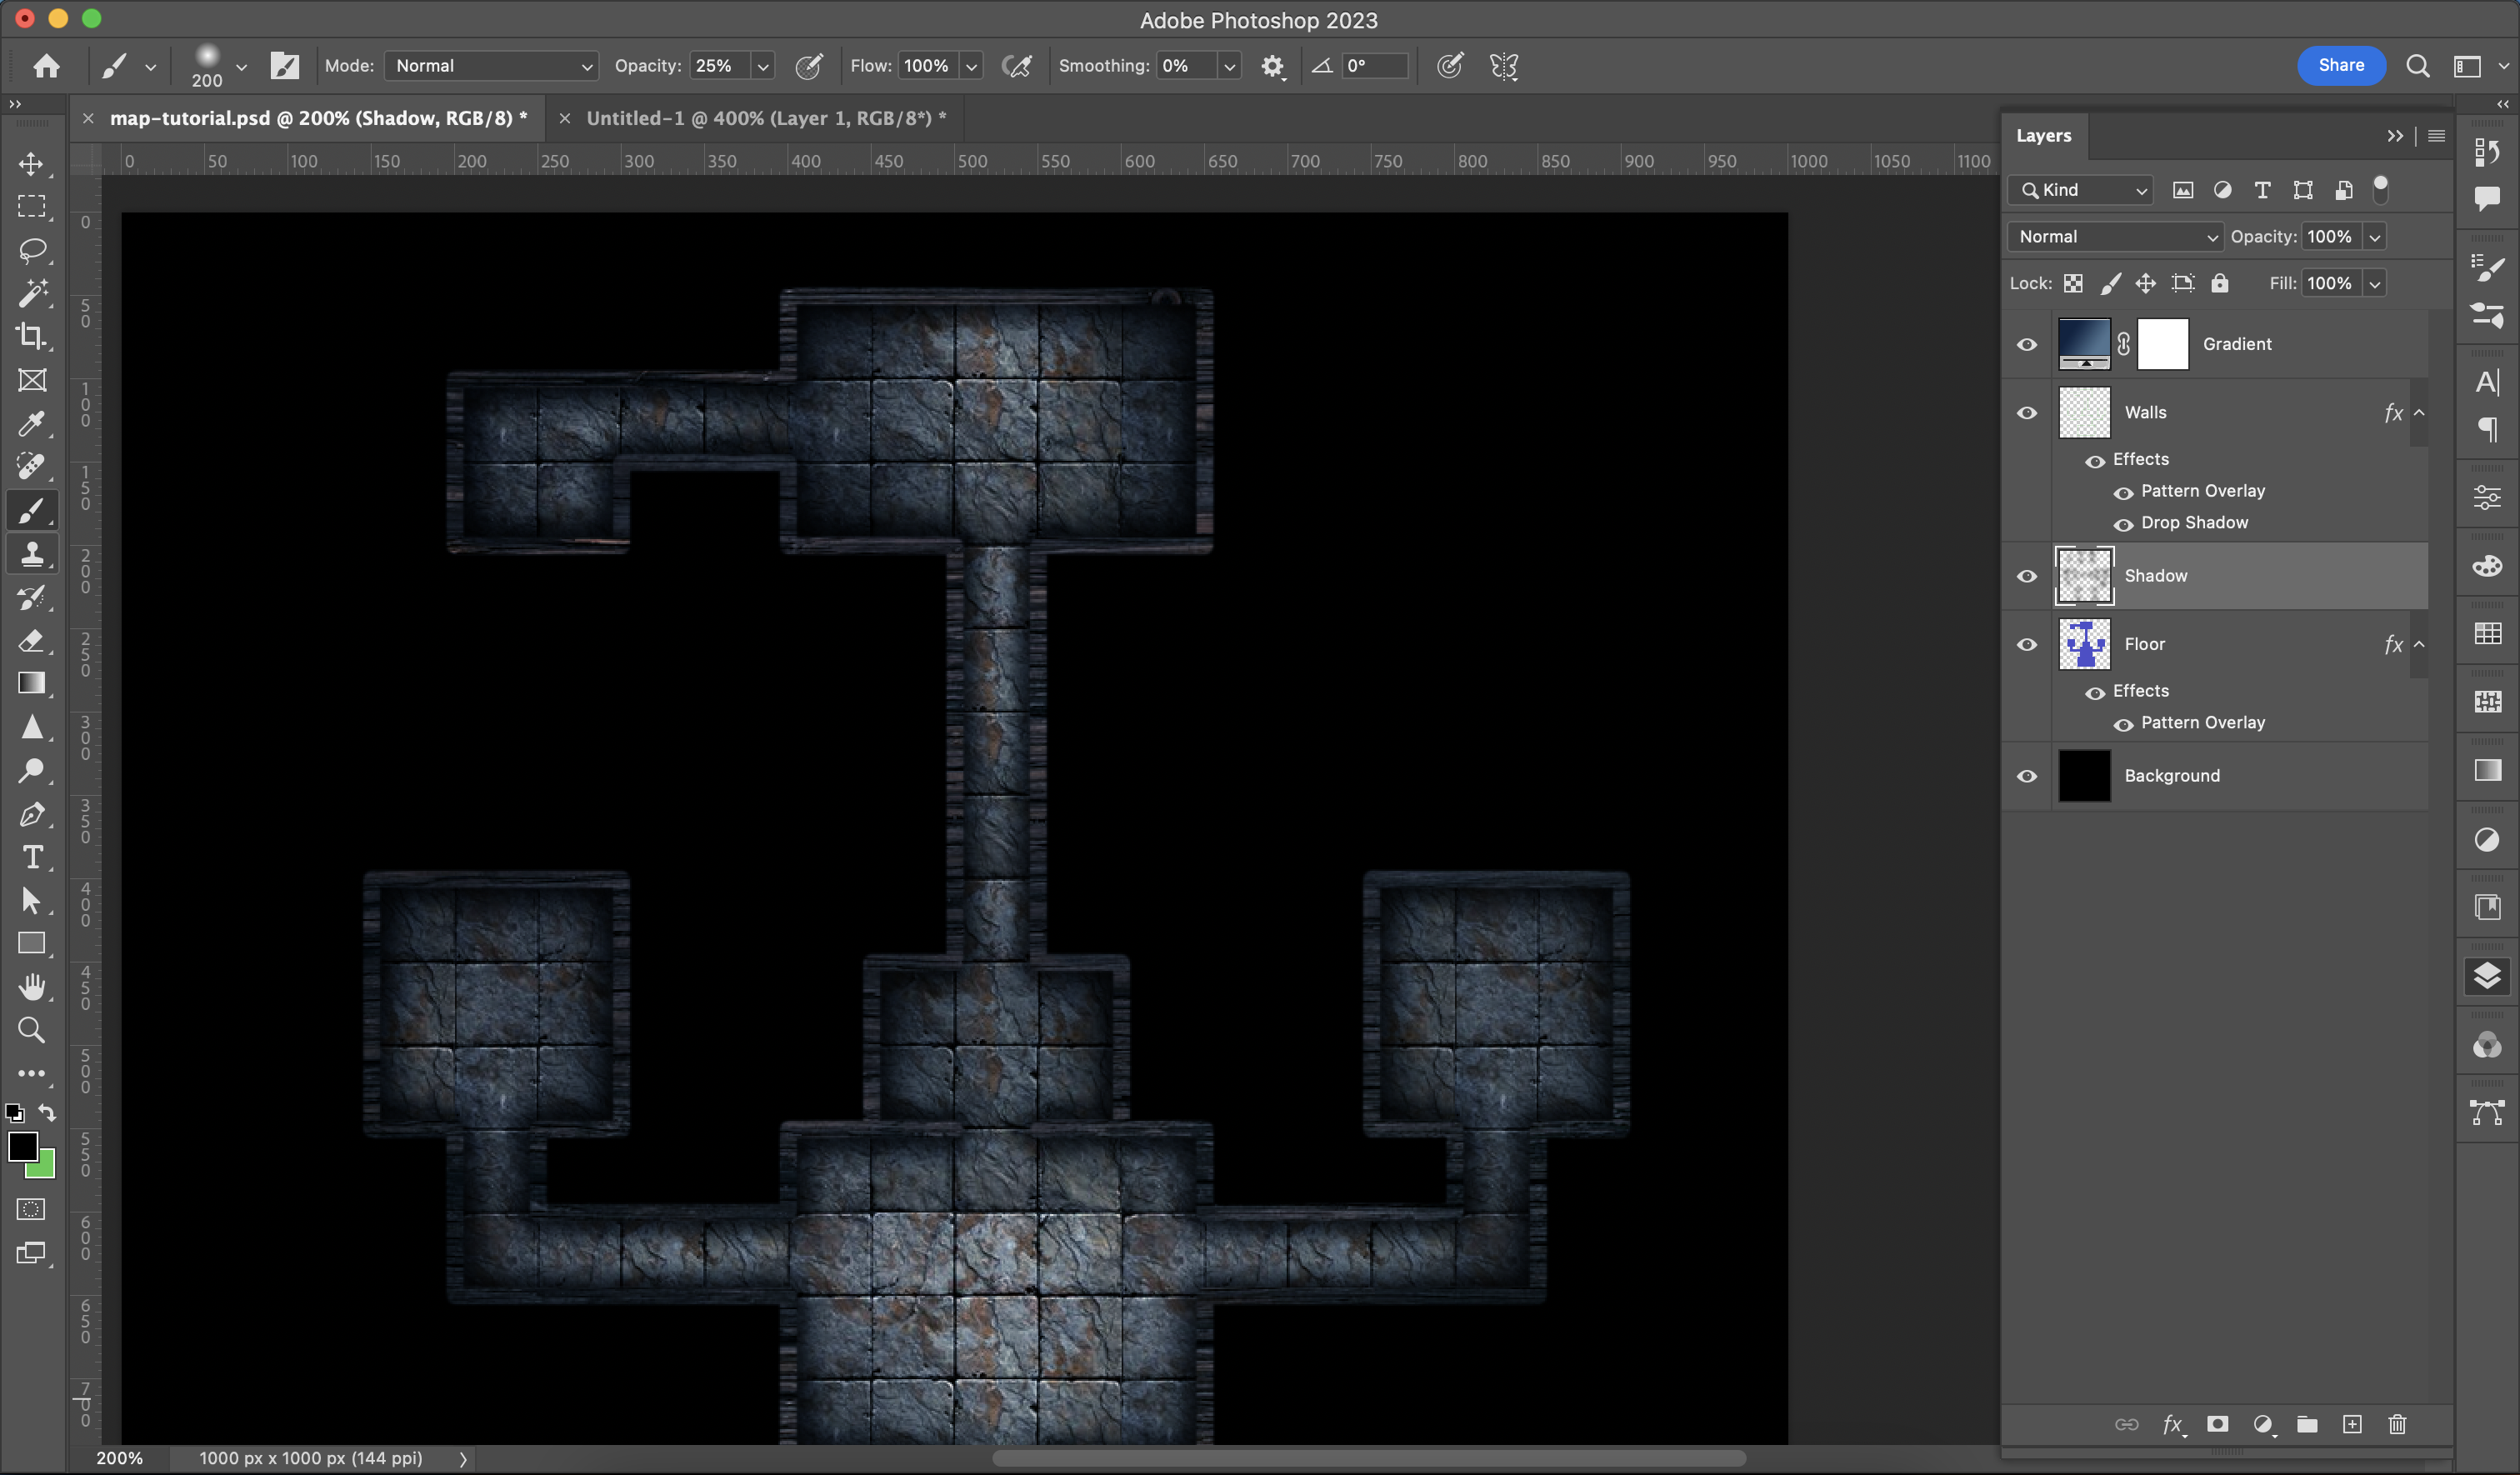 Adobe Photoshop 2023
200
Mode: Normal Opacity: 25% Flow: 100% Smoothing: 0% 0° Share
map-tutorial.psd @ 200% (Shadow, RGB/8) * Untitled-1 @ 400% (Layer 1, RGB/8*) *
0 50 100 150 200 250 300 350 400 450 500 550 600 650 700 750 800 850 900 950 1000 1050 1100
0
50
100
150
200
250
300
350
400
450
500
550
600
650
700
Layers
Kind
Normal Opacity: 100%
Lock: Fill: 100%
Gradient
Walls fx
Effects
Pattern Overlay
Drop Shadow
Shadow
Floor fx
Effects
Pattern Overlay
Background
fx
200% 1000 px x 1000 px (144 ppi)